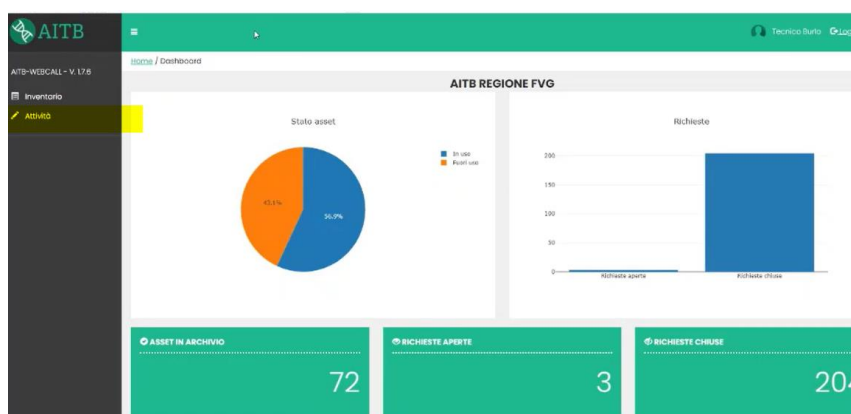 AITB
Tecnico Burlo
Home / Dashboard
AITB-WEBCALL - V. 1.7.6
Inventario
Attività
AITB REGIONE FVG
Stato asset
In uso
Fuori uso
43.1%
56.9%
Richieste
200
150
100
50
0
Richieste aperte
Richieste chiuse
ASSET IN ARCHIVIO
72
RICHIESTE APERTE
3
RICHIESTE CHIUSE
204